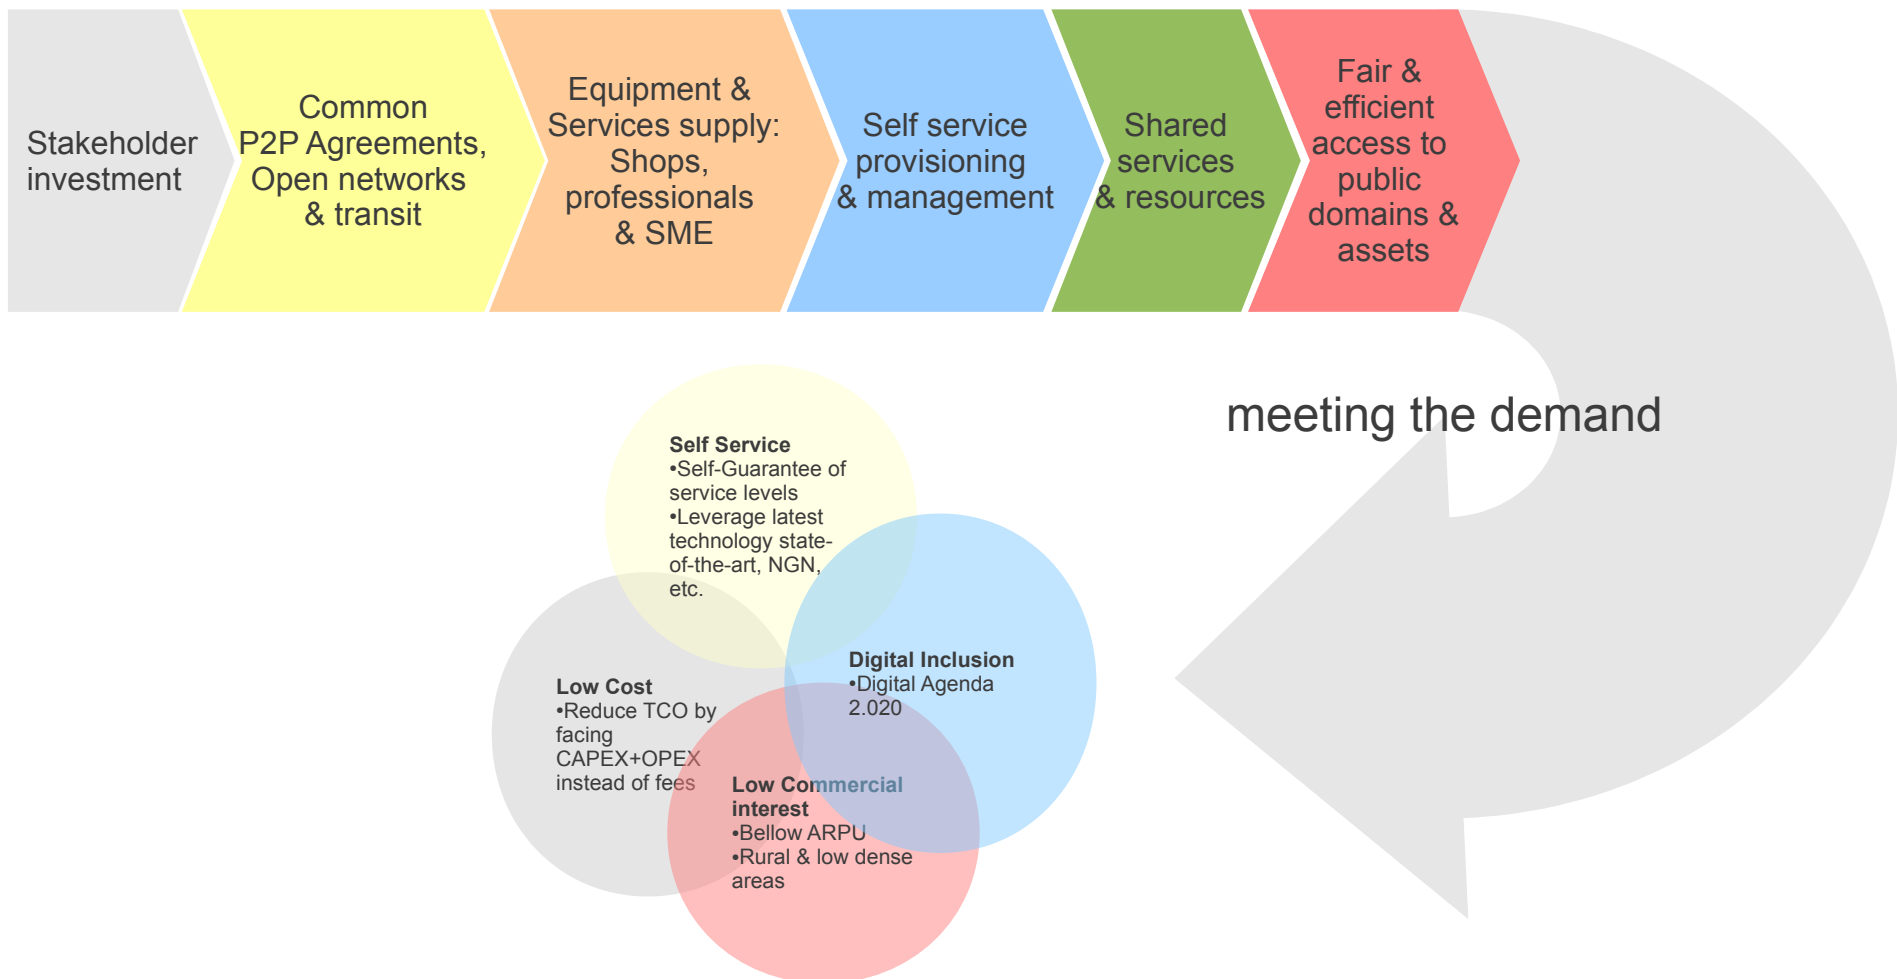 Stakeholder
investment
Common
P2P Agreements,
Open networks
& transit
Equipment &
Services supply:
Shops,
professionals
& SME
Self service
provisioning
& management
Shared
services
& resources
Fair &
efficient
access to
public
domains &
assets
meeting the demand
Self Service
•Self-Guarantee of
service levels
•Leverage latest
technology state-
of-the-art, NGN,
etc.
Digital Inclusion
•Digital Agenda
2.020
Low Cost
•Reduce TCO by
facing
CAPEX+OPEX
instead of fees
Low Commercial
interest
•Bellow ARPU
•Rural & low dense
areas